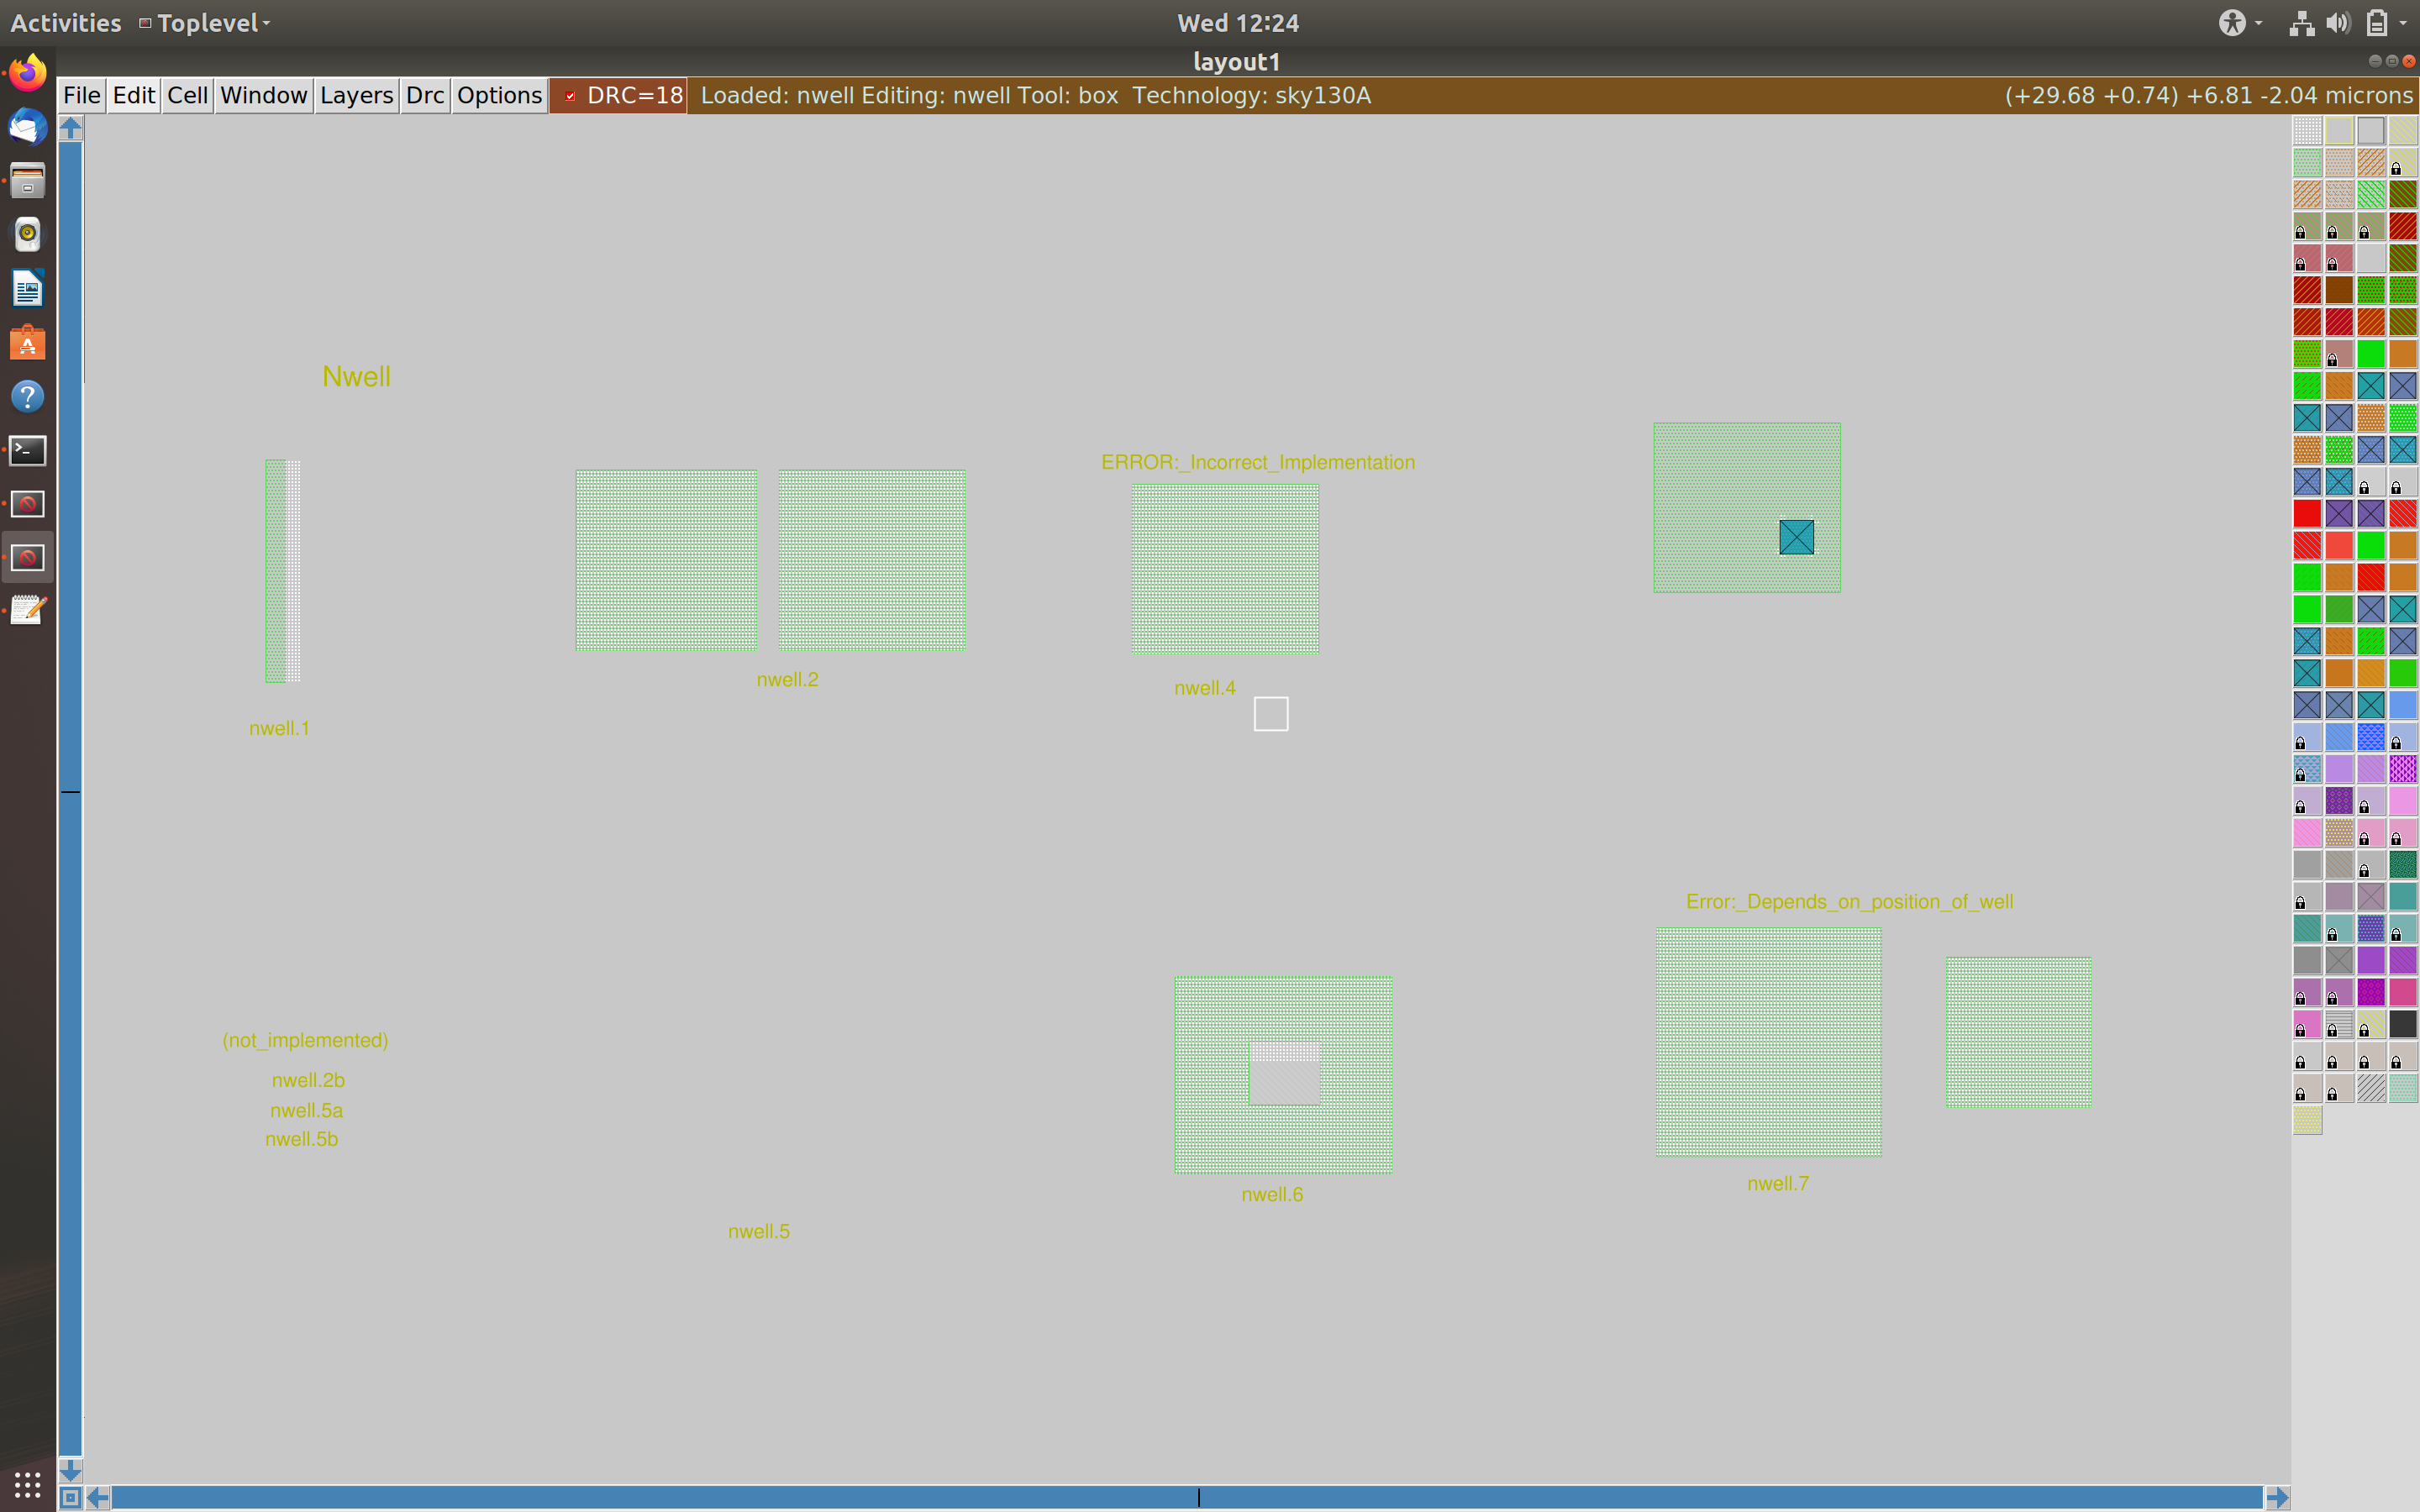 Activities Toplevel Wed 12:24
layout1
File Edit Cell Window Layers Drc Options DRC=18 Loaded: nwell Editing: nwell Tool: box Technology: sky130A (+29.68 +0.74) +6.81 -2.04 microns
Nwell
ERROR:_Incorrect_Implementation
nwell.2
nwell.4
nwell.1
Error:_Depends_on_position_of_well
(not_implemented)
nwell.2b
nwell.5a
nwell.5b
nwell.7
nwell.6
nwell.5